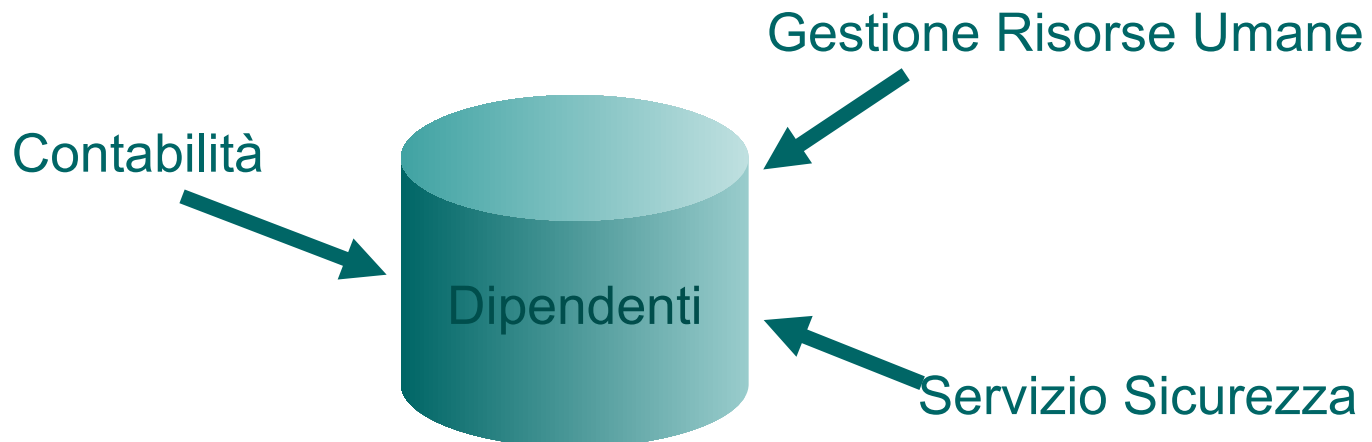 Gestione Risorse Umane
Contabilità
Dipendenti
Servizio Sicurezza